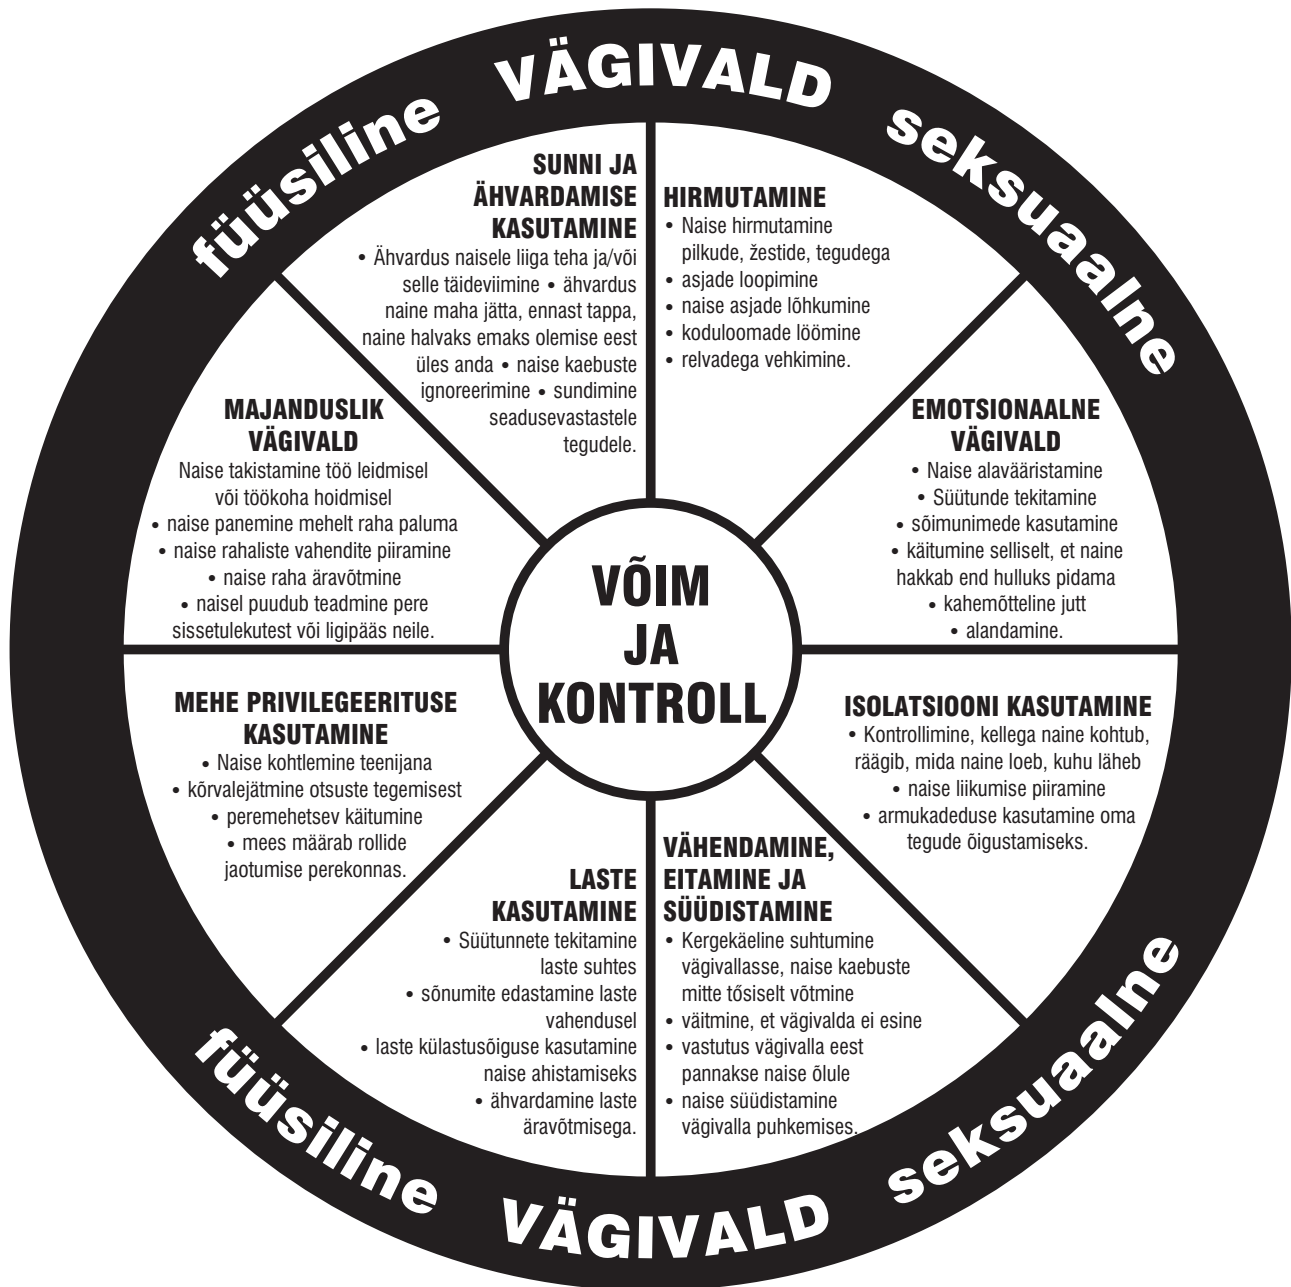 füüsiline VÄGIVALD seksuaalne
SUNNI JA
ÄHVARDAMISE
KASUTAMINE
• Ähvardus naisele liiga teha ja/või
selle täideviimine • ähvardus
naine maha jätta, ennast tappa,
naine halvaks emaks olemise eest
üles anda • naise kaebuste
ignoreerimine • sundimine
seadusevastastele
tegudele.
HIRMUTAMINE
• Naise hirmutamine
pilkude, žestide, tegudega
• asjade loopimine
• naise asjade lõhkumine
• koduloomade löömine
• relvadega vehkimine.
MAJANDUSLIK
VÄGIVALD
Naise takistamine töö leidmisel
või töökoha hoidmisel
• naise panemine mehelt raha paluma
• naise rahaliste vahendite piiramine
• naise raha äravõtmine
• naisel puudub teadmine pere
sissetulekutest või ligipääs neile.
EMOTSIONAALNE
VÄGIVALD
• Naise alavääristamine
• Süütunde tekitamine
• sõimunimede kasutamine
• käitumine selliselt, et naine
hakkab end hulluks pidama
• kahemõtteline jutt
• alandamine.
VÕIM
JA
KONTROLL
MEHE PRIVILEGEERITUSE
KASUTAMINE
• Naise kohtlemine teenijana
• kõrvalejätmine otsuste tegemisest
• peremehetsev käitumine
• mees määrab rollide
jaotumise perekonnas.
ISOLATSIOONI KASUTAMINE
• Kontrollimine, kellega naine kohtub,
räägib, mida naine loeb, kuhu läheb
• naise liikumise piiramine
• armukadeduse kasutamine oma
tegude õigustamiseks.
LASTE
KASUTAMINE
• Süütunnete tekitamine
laste suhtes
• sõnumite edastamine laste
vahendusel
• laste külastusõiguse kasutamine
naise ahistamiseks
• ähvardamine laste
äravõtmisega.
VÄHENDAMINE,
EITAMINE JA
SÜÜDISTAMINE
• Kergekäeline suhtumine
vägivallasse, naise kaebuste
mitte tõsiselt võtmine
• väitmine, et vägivalda ei esine
• vastutus vägivalla eest
pannakse naise õlule
• naise süüdistamine
vägivalla puhkemises.
füüsiline VÄGIVALD seksuaalne